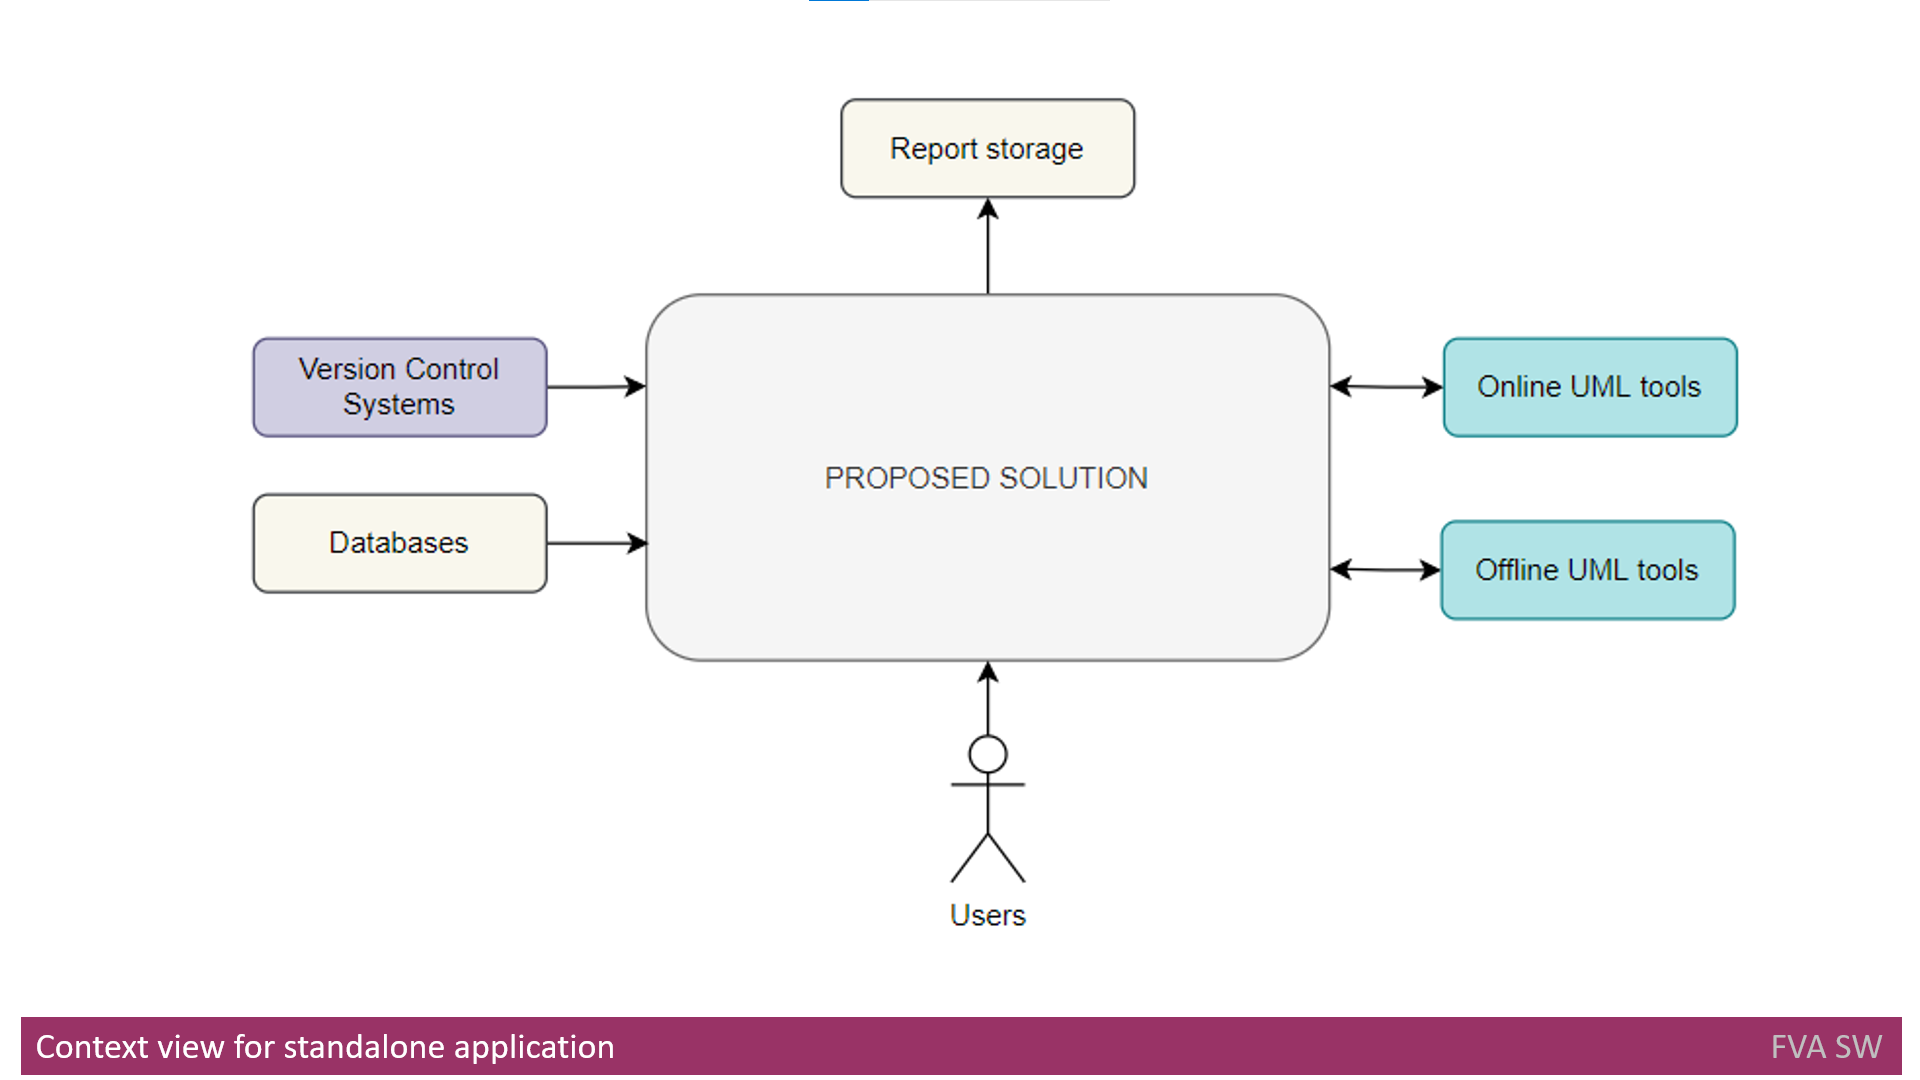 Report storage
Version Control
Systems
Online UML tools
PROPOSED SOLUTION
Databases
Offline UML tools
Users
Context view for standalone application
FVA SW